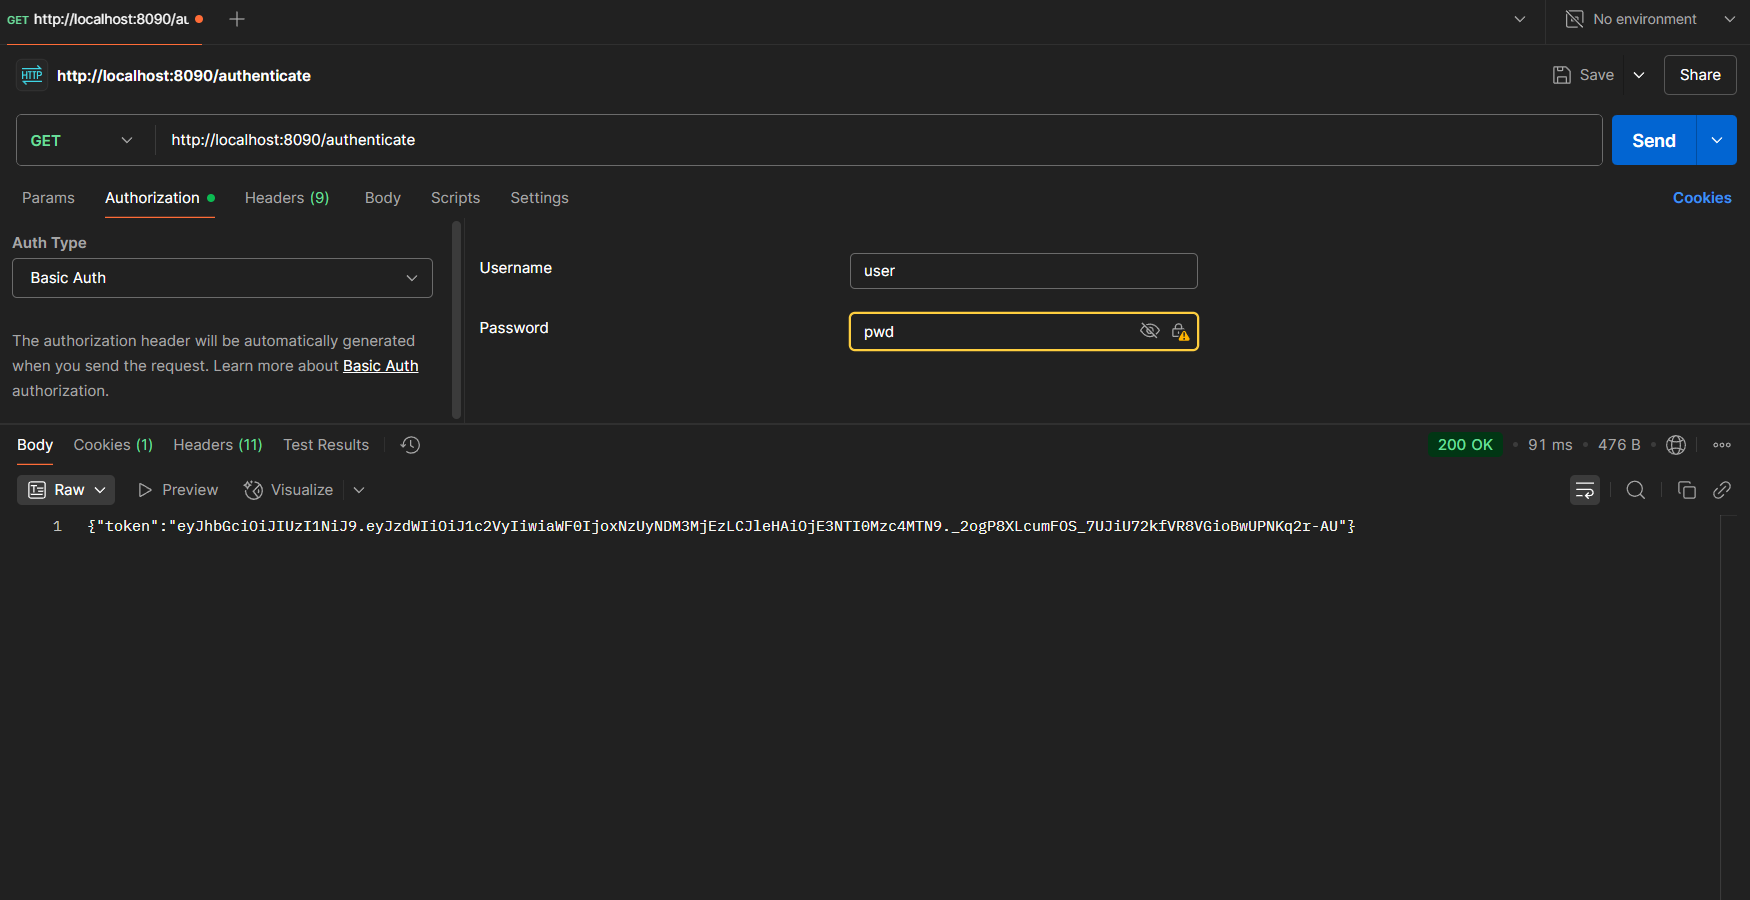 GET http://localhost:8090/au
No environment
HTTP http://localhost:8090/authenticate
Save
Share
GET
http://localhost:8090/authenticate
Send
Params
Authorization
Headers (9)
Body
Scripts
Settings
Cookies
Auth Type
Basic Auth
The authorization header will be automatically generated
when you send the request. Learn more about Basic Auth
authorization.
Username
user
Password
pwd
Body
Cookies (1)
Headers (11)
Test Results
200 OK
91 ms
476 B
Raw
Preview
Visualize
1 {"token":"eyJhbGciOiJIUzI1NiJ9.eyJzdWIiOiJ1c2VyIiwiaWF0IjoxNzUyNDM3MjEzLCJleHAiOjE3NTI0Mzc4MTN9._2ogP8XLcumFOS_7UJiU72kfVR8VGioBwUPNKq2r-AU"}